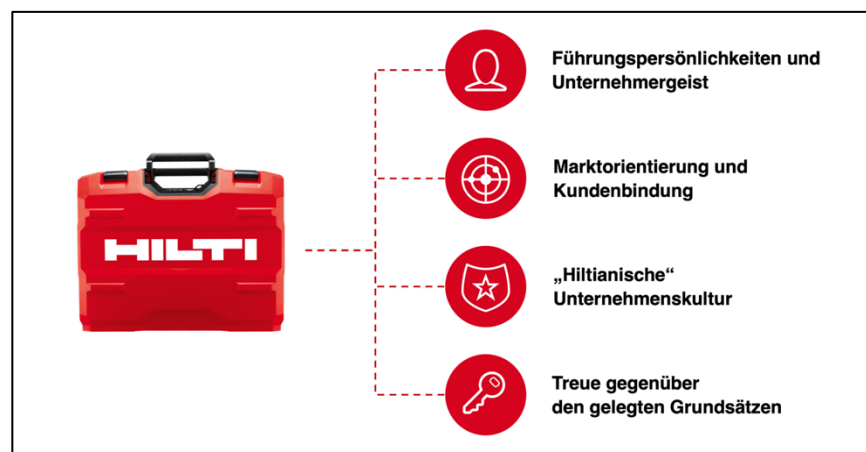 Führungspersönlichkeiten und
Unternehmergeist
HILTI
Marktorientierung und
Kundenbindung
„Hiltianische“
Unternehmenskultur
Treue gegenüber
den gelegten Grundsätzen